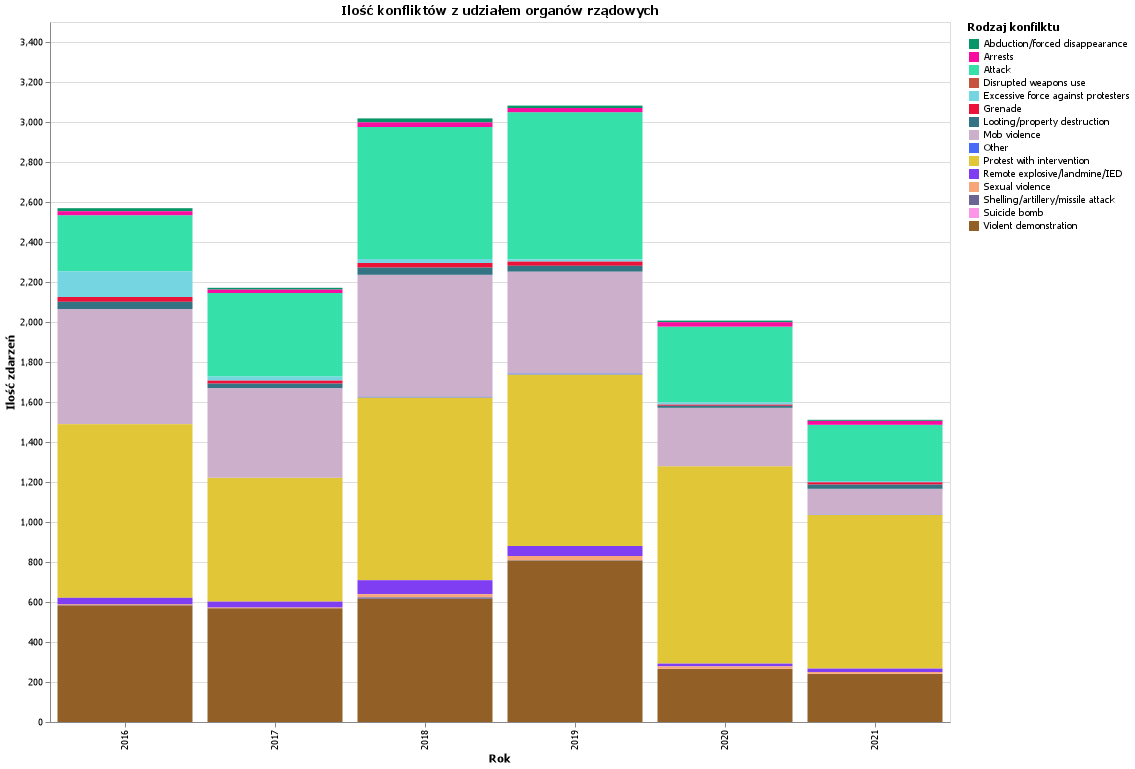 Ilość konfliktów z udziałem organów rządowych
3,400
3,200
3,000
2,800
2,600
2,400
2,200
2,000
1,800
1,600
1,400
1,200
1,000
800
600
400
200
0
Ilość zdarzeń
2016
2017
2018
2019
2020
2021
Rok
Rodzaj konfilktu
Abduction/forced disappearance
Arrests
Attack
Disrupted weapons use
Excessive force against protesters
Grenade
Looting/property destruction
Mob violence
Other
Protest with intervention
Remote explosive/landmine/IED
Sexual violence
Shelling/artillery/missile attack
Suicide bomb
Violent demonstration